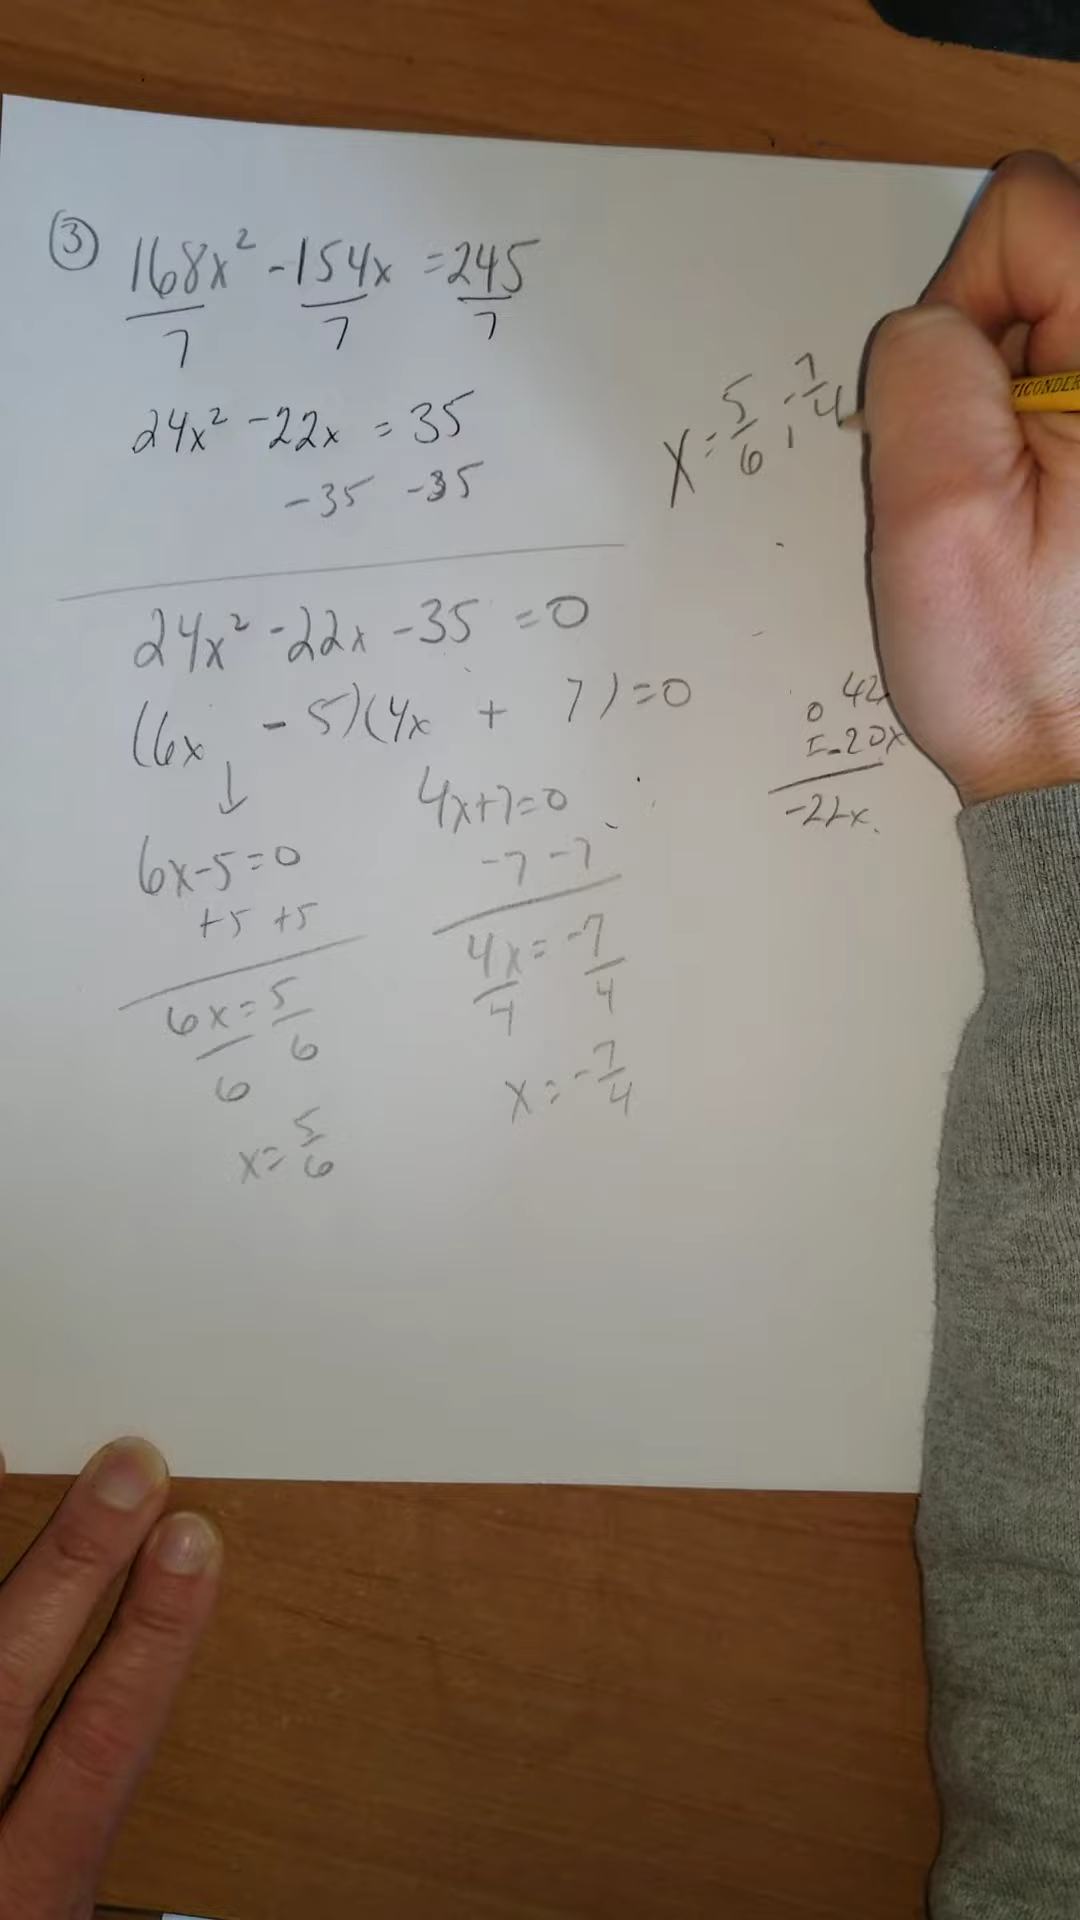 ③ 168x² -154x =245
7 7 7
24x² -22x = 35
-35 -35
24x² -22x -35 =0
(6x - 5)(4x + 7)=0
↓
6x-5=0
+5 +5
6x=5
6 6
x=5/6
4x+7=0
-7 -7
4x=-7
4 4
x=-7/4
x=5/6, -7/4
42
-20x
-22x
TICONDER